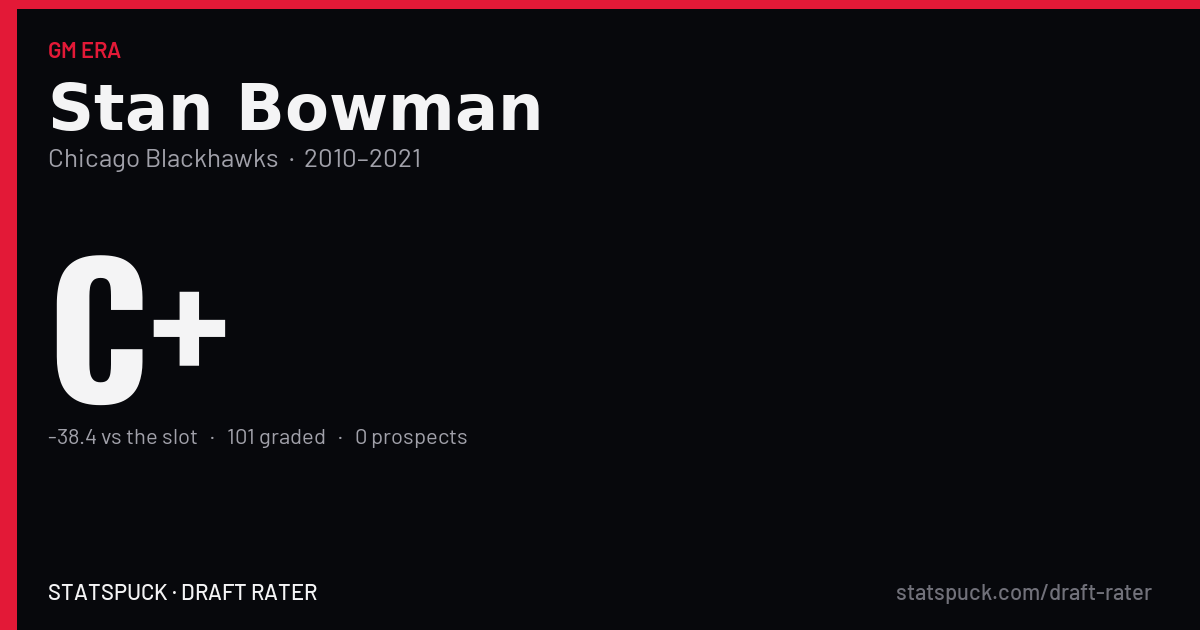 GM ERA
Stan Bowman
Chicago Blackhawks · 2010–2021
C+
-38.4 vs the slot · 101 graded · 0 prospects
STATSPUCK · DRAFT RATER
statspuck.com/draft-rater